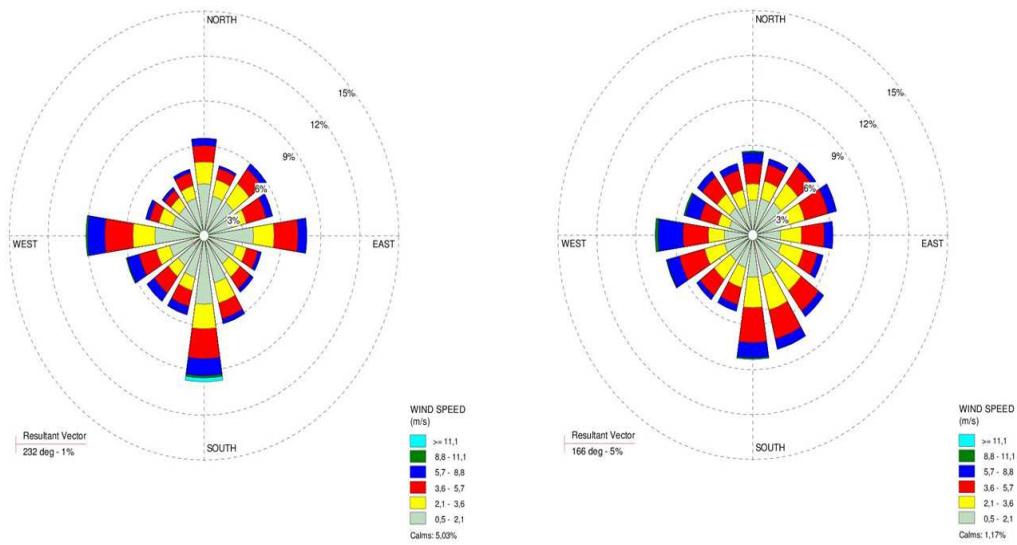 NORTH
15%
12%
9%
6%
3%
WEST
EAST
SOUTH
Resultant Vector
232 deg - 1%
WIND SPEED
(m/s)
>= 11,1
8,8 - 11,1
5,7 - 8,8
3,6 - 5,7
2,1 - 3,6
0,5 - 2,1
Calms: 5,03%
NORTH
15%
12%
9%
6%
3%
WEST
EAST
SOUTH
Resultant Vector
166 deg - 5%
WIND SPEED
(m/s)
>= 11,1
8,8 - 11,1
5,7 - 8,8
3,6 - 5,7
2,1 - 3,6
0,5 - 2,1
Calms: 1,17%